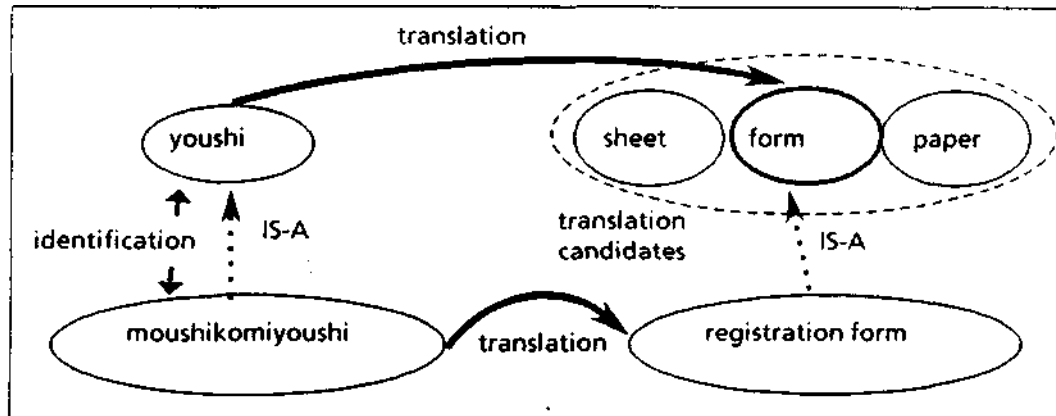 translation
youshi
sheet
form
paper
identification
IS-A
translation
candidates
IS-A
moushikomiyoushi
translation
registration form